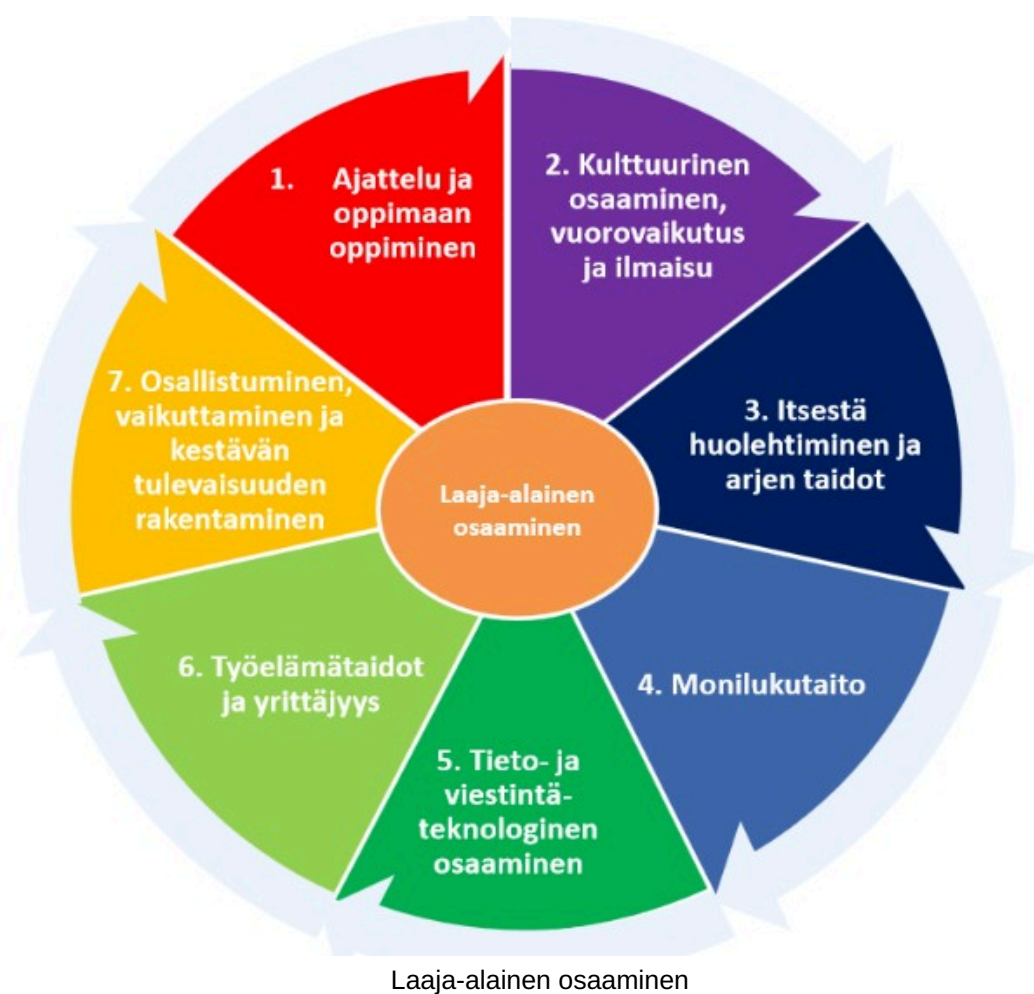 1. Ajattelu ja
oppimaan
oppiminen
2. Kulttuurinen
osaaminen,
vuorovaikutus
ja ilmaisu
3. Itsestä
huolehtiminen ja
arjen taidot
4. Monilukutaito
5. Tieto- ja
viestintä-
teknologinen
osaaminen
6. Työelämätaidot
ja yrittäjyys
7. Osallistuminen,
vaikuttaminen ja
kestävän
tulevaisuuden
rakentaminen
Laaja-alainen
osaaminen
Laaja-alainen osaaminen